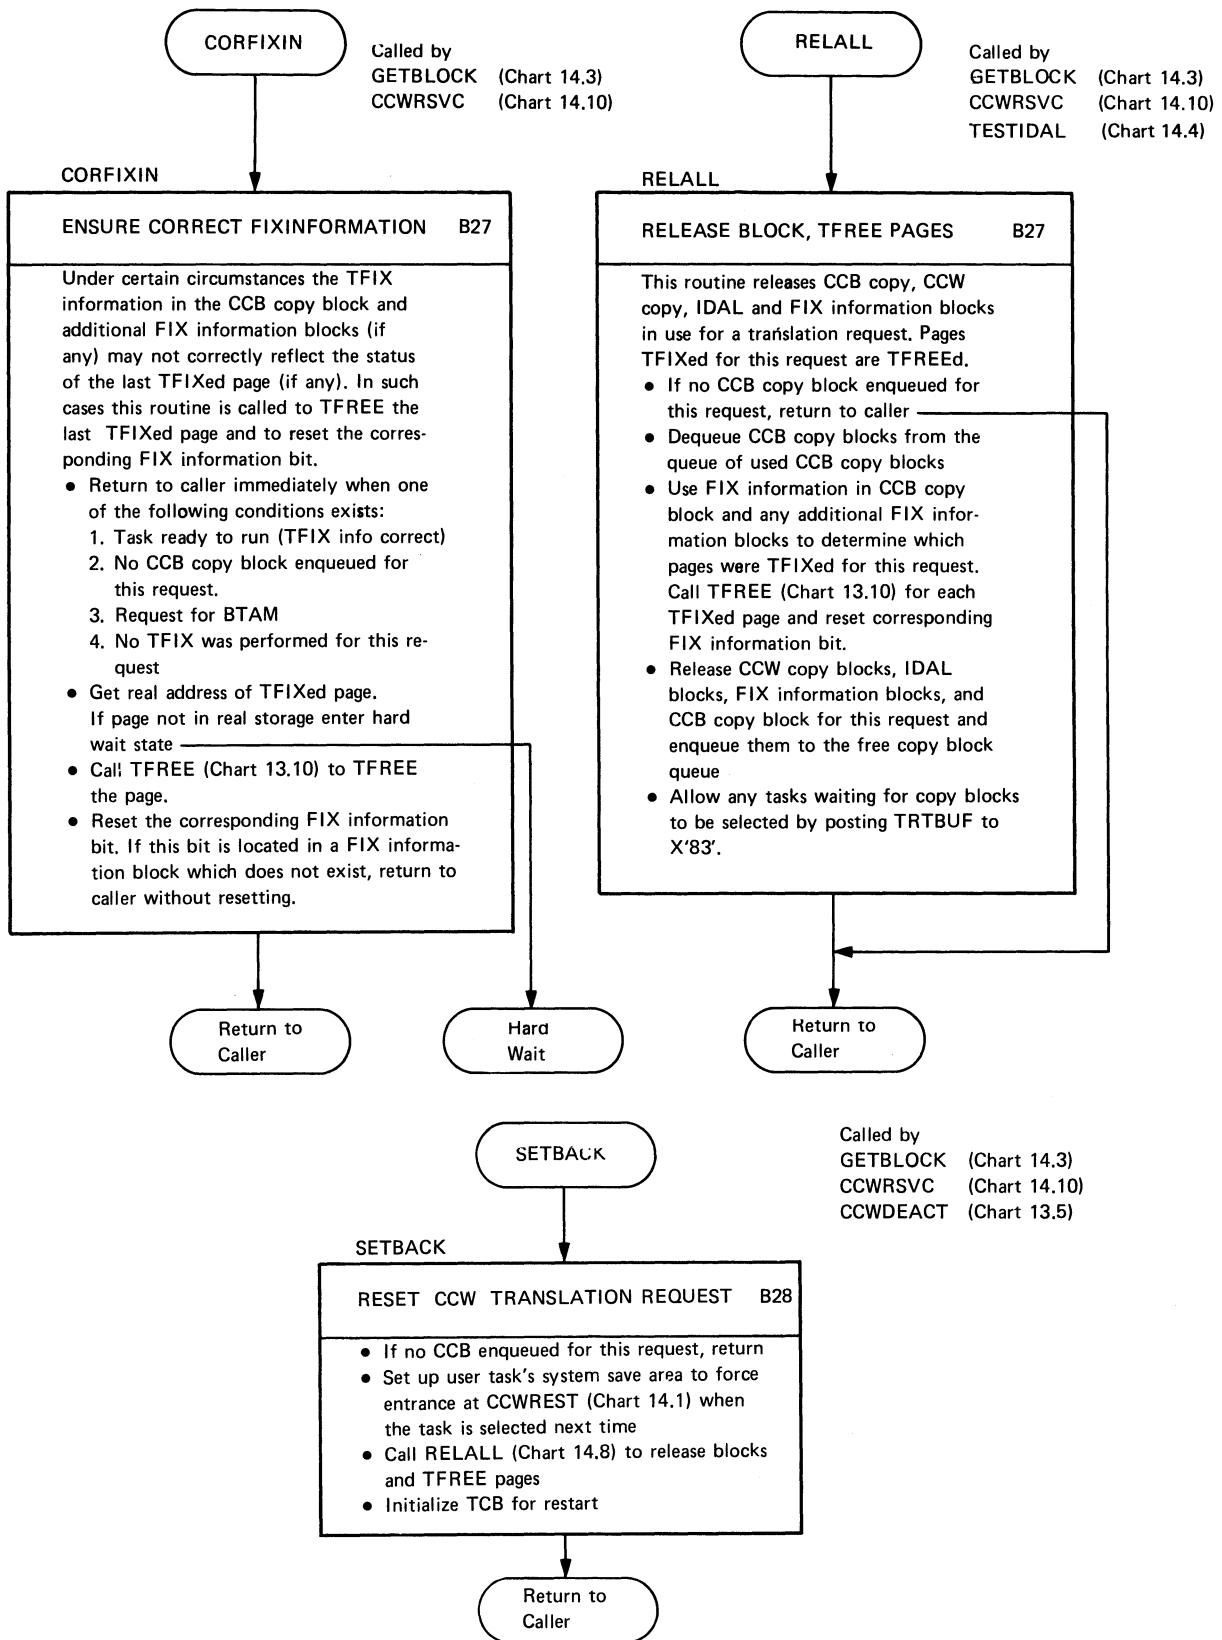 CORFIXIN
Called by
GETBLOCK (Chart 14.3)
CCWRSVC (Chart 14.10)
CORFIXIN
ENSURE CORRECT FIXINFORMATION B27
Under certain circumstances the TFIX
information in the CCB copy block and
additional FIX information blocks (if
any) may not correctly reflect the status
of the last TFIXed page (if any). In such
cases this routine is called to TFREE the
last TFIXed page and to reset the corres-
ponding FIX information bit.
● Return to caller immediately when one
of the following conditions exists:
1. Task ready to run (TFIX info correct)
2. No CCB copy block enqueued for
this request.
3. Request for BTAM
4. No TFIX was performed for this re-
quest
● Get real address of TFIXed page.
If page not in real storage enter hard
wait state
● Call TFREE (Chart 13.10) to TFREE
the page.
● Reset the corresponding FIX information
bit. If this bit is located in a FIX informa-
tion block which does not exist, return to
caller without resetting.
Return to
Caller
Hard
Wait
RELALL
Called by
GETBLOCK (Chart 14.3)
CCWRSVC (Chart 14.10)
TESTIDAL (Chart 14.4)
RELALL
RELEASE BLOCK, TFREE PAGES B27
This routine releases CCB copy, CCW
copy, IDAL and FIX information blocks
in use for a translation request. Pages
TFIXed for this request are TFREEd.
● If no CCB copy block enqueued for
this request, return to caller
● Dequeue CCB copy blocks from the
queue of used CCB copy blocks
● Use FIX information in CCB copy
block and any additional FIX infor-
mation blocks to determine which
pages were TFIXed for this request.
Call TFREE (Chart 13.10) for each
TFIXed page and reset corresponding
FIX information bit.
● Release CCW copy blocks, IDAL
blocks, FIX information blocks, and
CCB copy block for this request and
enqueue them to the free copy block
queue
● Allow any tasks waiting for copy blocks
to be selected by posting TRTBUF to
X'83'.
Return to
Caller
SETBACK
Called by
GETBLOCK (Chart 14.3)
CCWRSVC (Chart 14.10)
CCWDEACT (Chart 13.5)
SETBACK
RESET CCW TRANSLATION REQUEST B28
● If no CCB enqueued for this request, return
● Set up user task's system save area to force
entrance at CCWREST (Chart 14.1) when
the task is selected next time
● Call RELALL (Chart 14.8) to release blocks
and TFREE pages
● Initialize TCB for restart
Return to
Caller